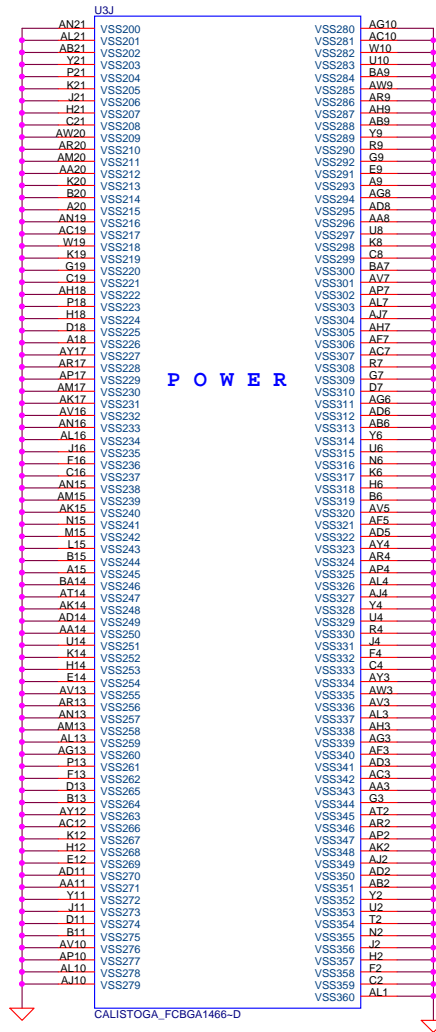 U3J
AN21 VSS200 VSS280 AG10
AL21 VSS201 VSS281 AC10
AB21 VSS202 VSS282 W10
Y21 VSS203 VSS283 U10
P21 VSS204 VSS284 BA9
K21 VSS205 VSS285 AW9
J21 VSS206 VSS286 AR9
H21 VSS207 VSS287 AH9
C21 VSS208 VSS288 AB9
AW20 VSS209 VSS289 Y9
AR20 VSS210 VSS290 R9
AM20 VSS211 VSS292 G9
AA20 VSS212 VSS291 E9
K20 VSS213 VSS293 A9
B20 VSS214 VSS294 AG8
A20 VSS215 VSS295 AD8
AN19 VSS216 VSS296 AA8
AC19 VSS217 VSS297 U8
W19 VSS218 VSS298 K8
K19 VSS219 VSS299 C8
G19 VSS220 VSS300 BA7
C19 VSS221 VSS301 AV7
AH18 VSS222 VSS302 AP7
P18 VSS223 VSS303 AL7
H18 VSS224 VSS304 AJ7
D18 VSS225 VSS305 AH7
A18 VSS226 VSS306 AF7
AY17 VSS227 VSS307 AC7
AR17 VSS228 VSS308 R7
AP17 VSS229 POWER VSS309 G7
AM17 VSS230 VSS310 D7
AK17 VSS231 VSS311 AG6
AV16 VSS232 VSS312 AD6
AN16 VSS233 VSS313 AB6
AL16 VSS234 VSS314 Y6
J16 VSS235 VSS315 U6
F16 VSS236 VSS316 N6
C16 VSS237 VSS317 K6
AN15 VSS238 VSS318 H6
AM15 VSS239 VSS319 B6
AK15 VSS240 VSS320 AV5
N15 VSS241 VSS321 AF5
M15 VSS242 VSS322 AD5
L15 VSS243 VSS323 AY4
B15 VSS244 VSS324 AR4
A15 VSS245 VSS325 AP4
BA14 VSS246 VSS326 AL4
AT14 VSS247 VSS327 AJ4
AK14 VSS248 VSS328 Y4
AD14 VSS249 VSS329 U4
AA14 VSS250 VSS330 R4
U14 VSS251 VSS331 J4
K14 VSS252 VSS332 F4
H14 VSS253 VSS333 C4
E14 VSS254 VSS334 AY3
AV13 VSS255 VSS335 AW3
AR13 VSS256 VSS336 AV3
AN13 VSS257 VSS337 AL3
AM13 VSS258 VSS338 AH3
AL13 VSS259 VSS339 AG3
AG13 VSS260 VSS340 AF3
P13 VSS261 VSS341 AD3
F13 VSS262 VSS342 AC3
D13 VSS265 VSS343 AA3
B13 VSS264 VSS344 G3
AY12 VSS263 VSS345 AT2
AC12 VSS266 VSS346 AR2
K12 VSS267 VSS347 AP2
H12 VSS268 VSS348 AK2
E12 VSS269 VSS349 AJ2
AD11 VSS270 VSS350 AD2
AA11 VSS271 VSS351 AB2
Y11 VSS272 VSS352 Y2
J11 VSS273 VSS353 U2
D11 VSS274 VSS354 T2
B11 VSS275 VSS355 N2
AV10 VSS276 VSS356 J2
AP10 VSS277 VSS357 H2
AL10 VSS278 VSS358 F2
AJ10 VSS279 VSS359 C2
VSS360 AL1
CALISTOGA_FCBGA1466~D